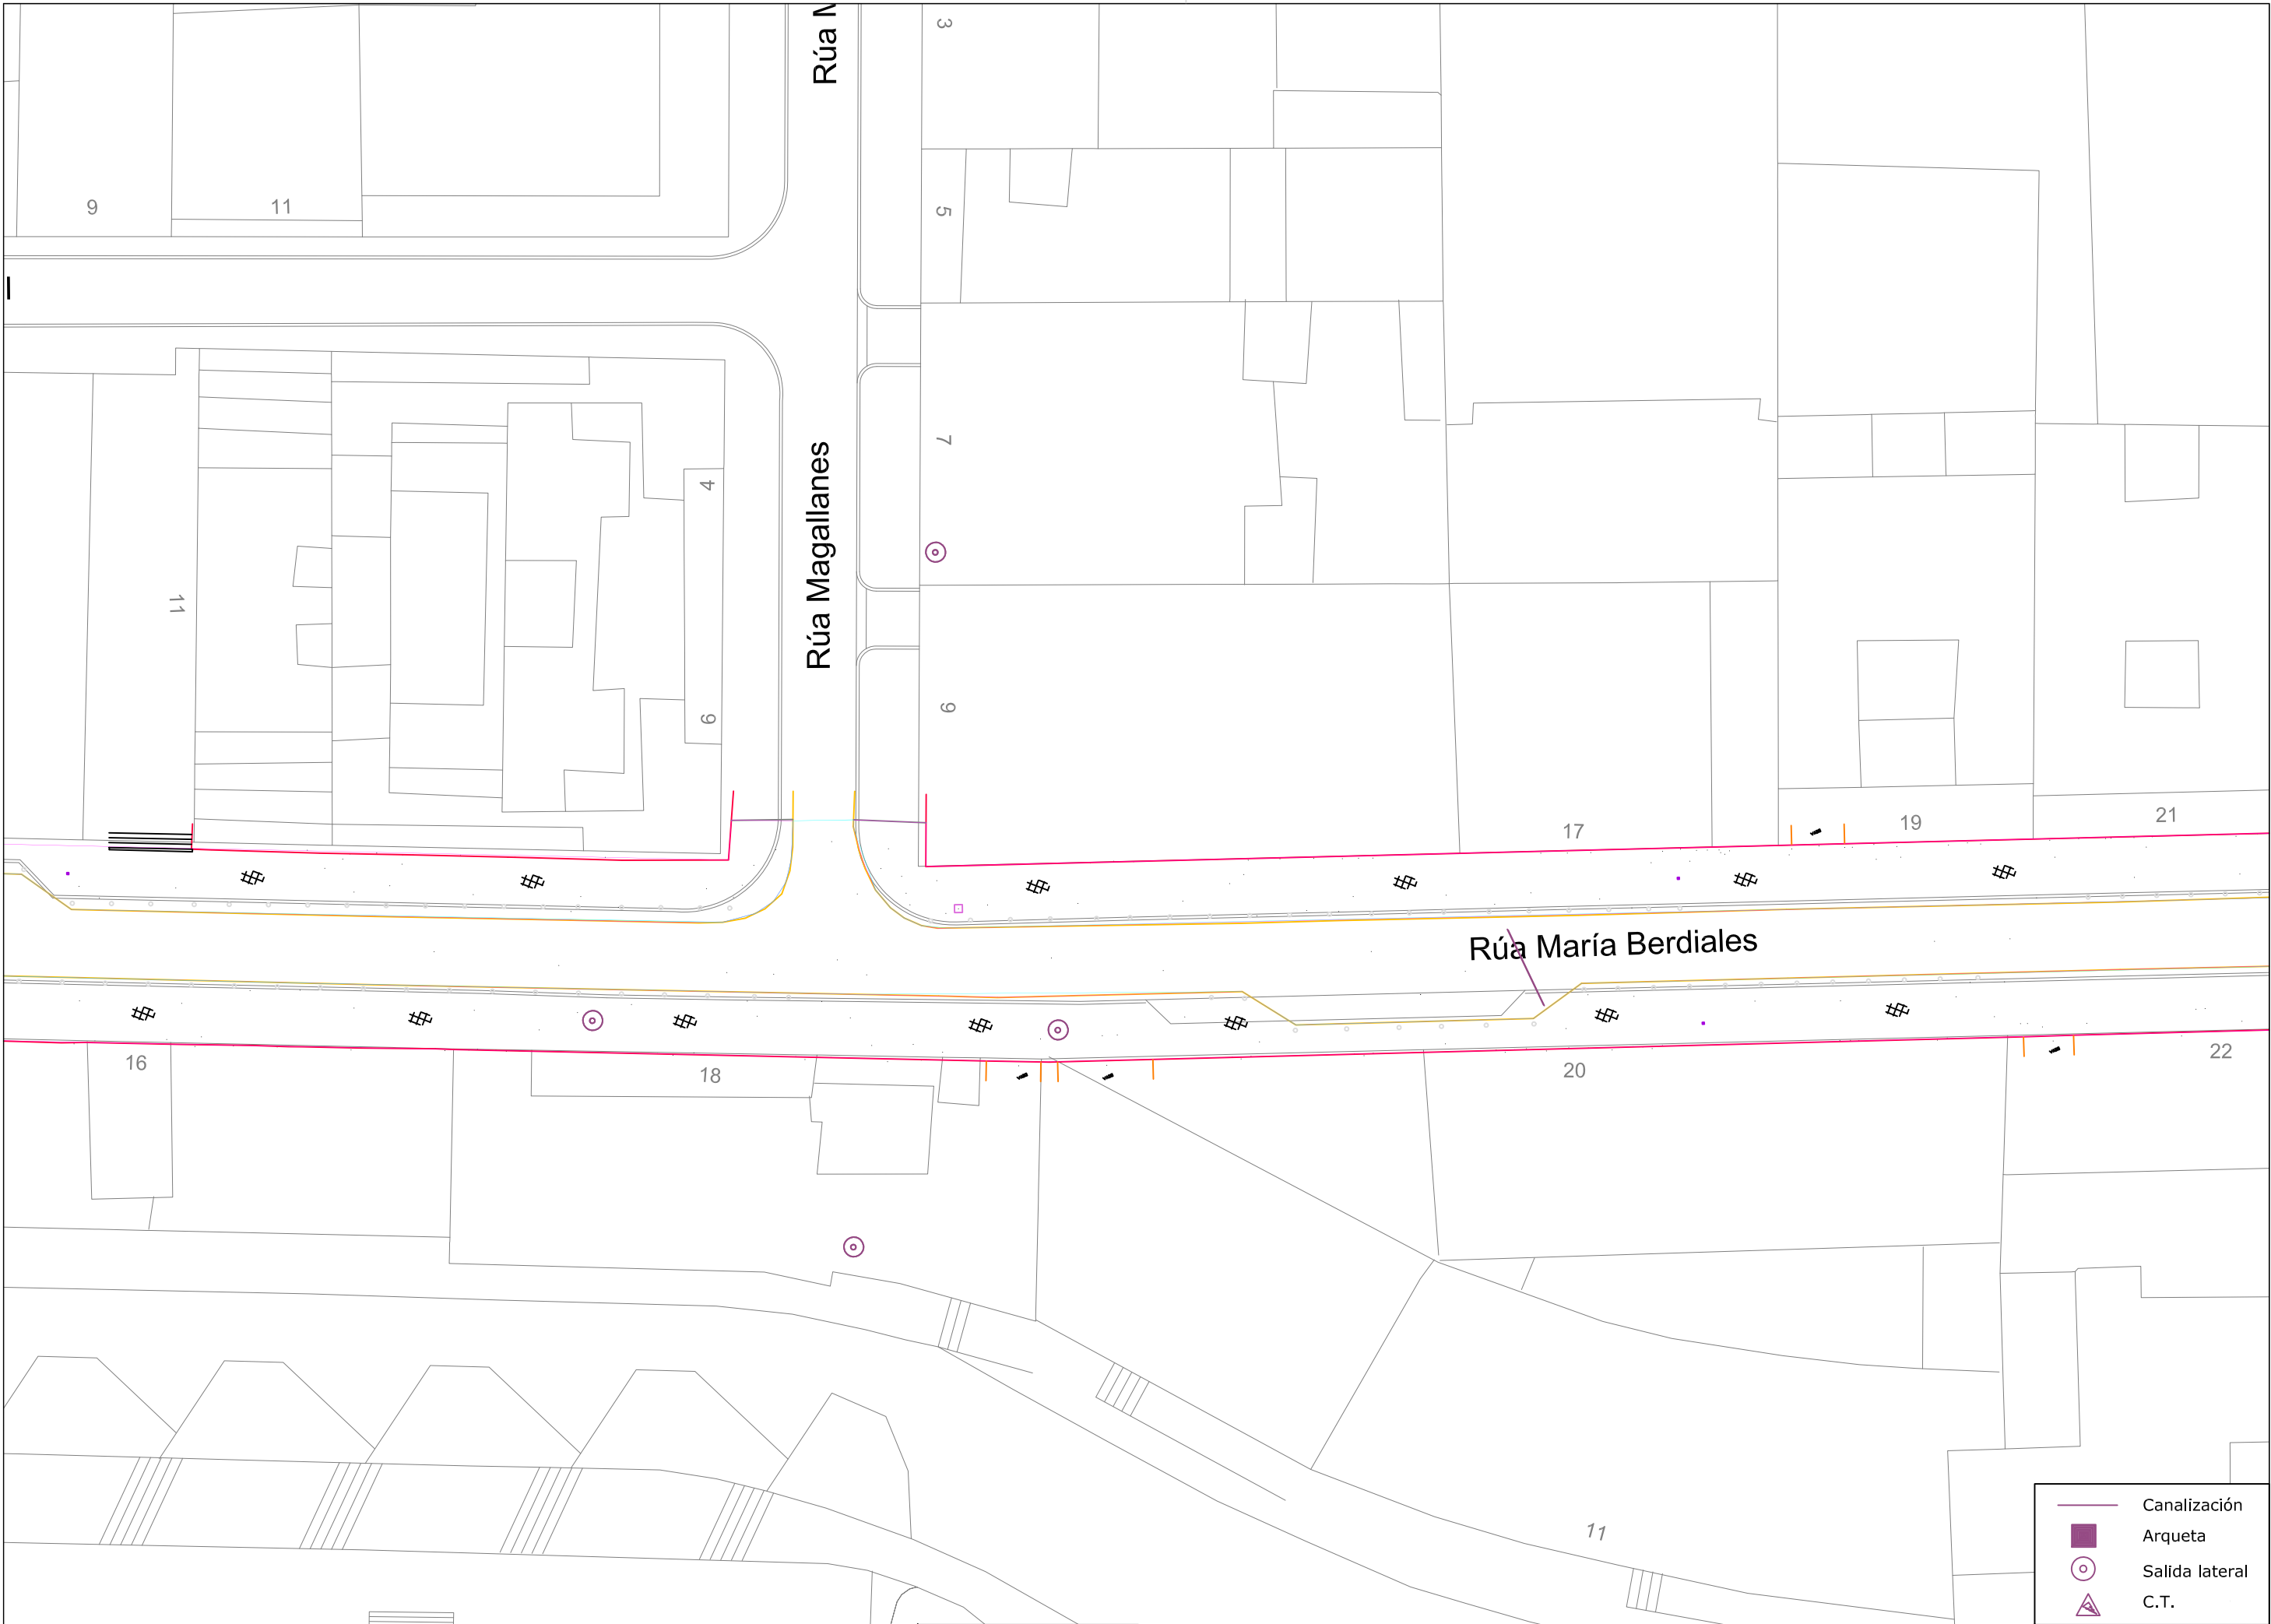 Rúa M
3
9
11
5
7
4
Rúa Magallanes
11
9
6
17
19
21
Rúa María Berdiales
16
18
20
22
11
Canalización
Arqueta
Salida lateral
C.T.